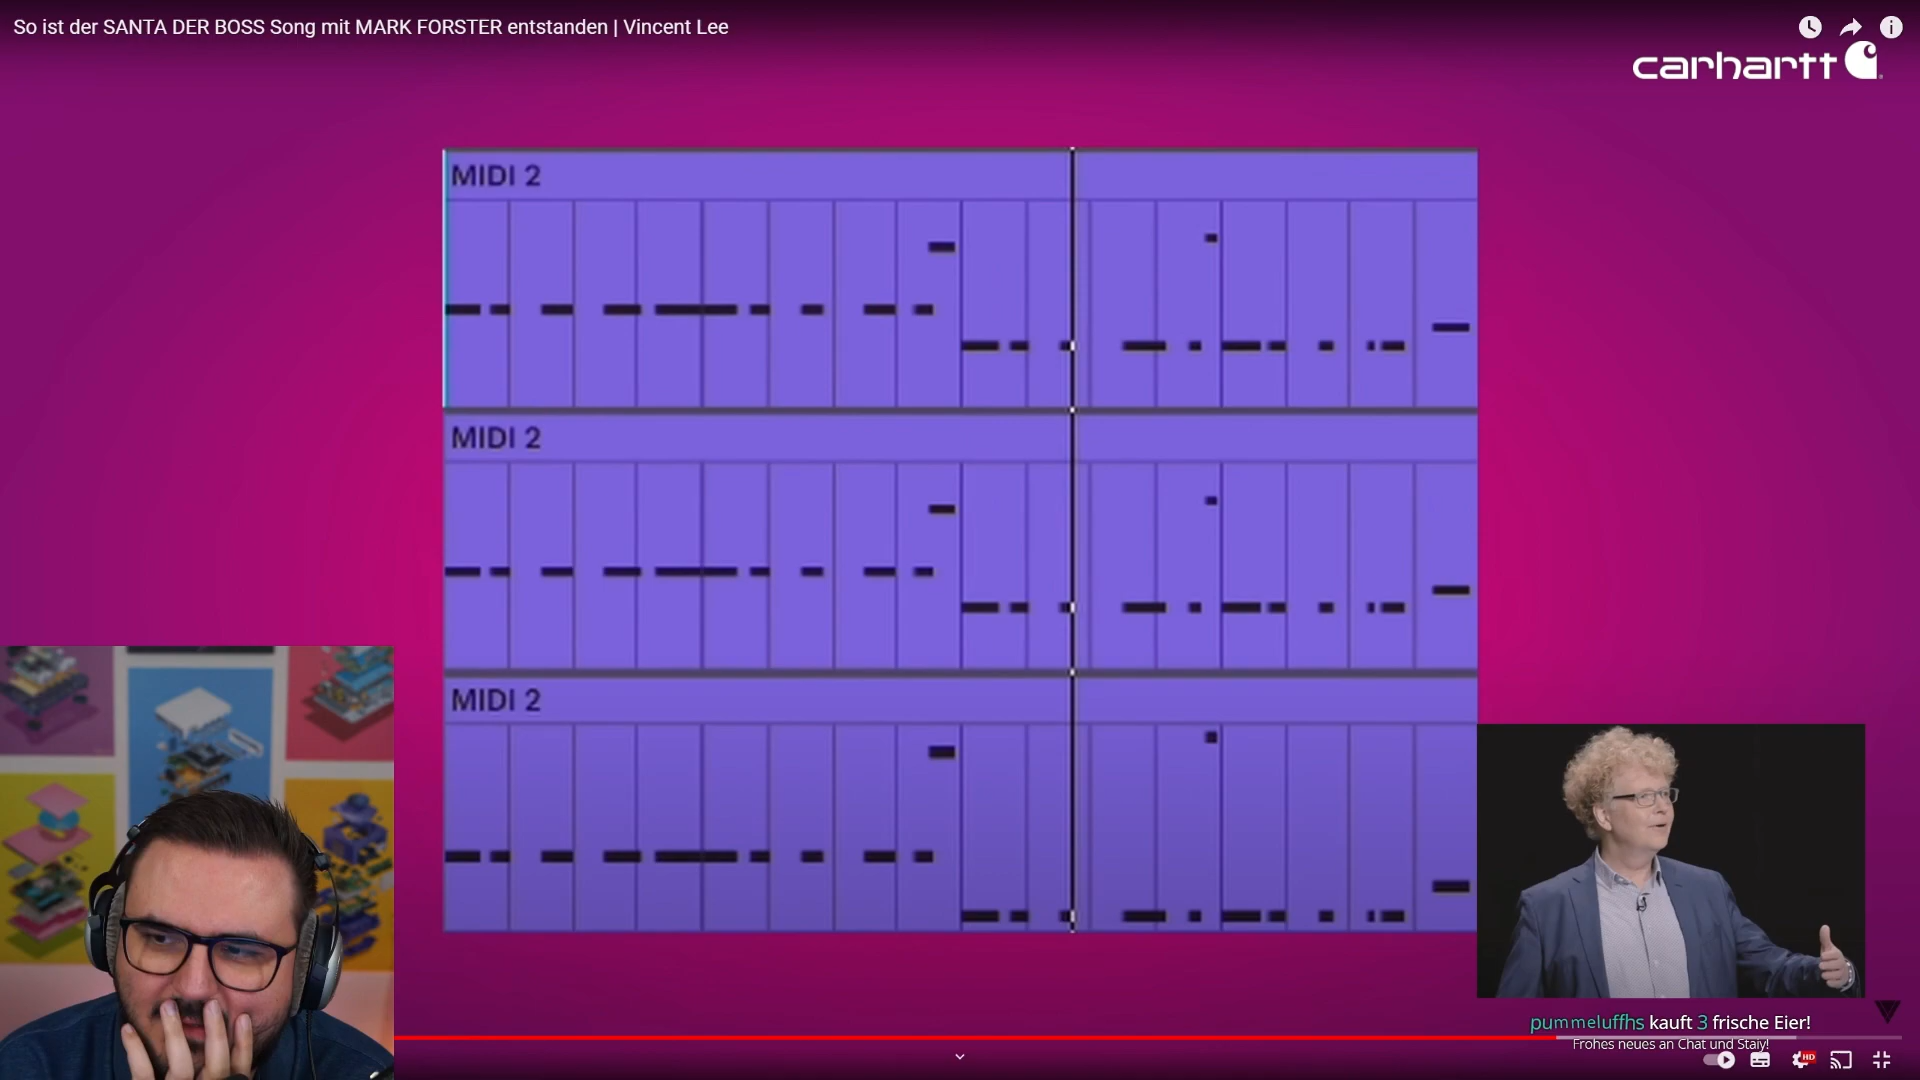 So ist der SANTA DER BOSS Song mit MARK FORSTER entstanden | Vincent Lee
carhartt
MIDI 2
MIDI 2
MIDI 2
pummeluffhs kauft 3 frische Eier!
Frohes neues an Chat und Staiy!
HD